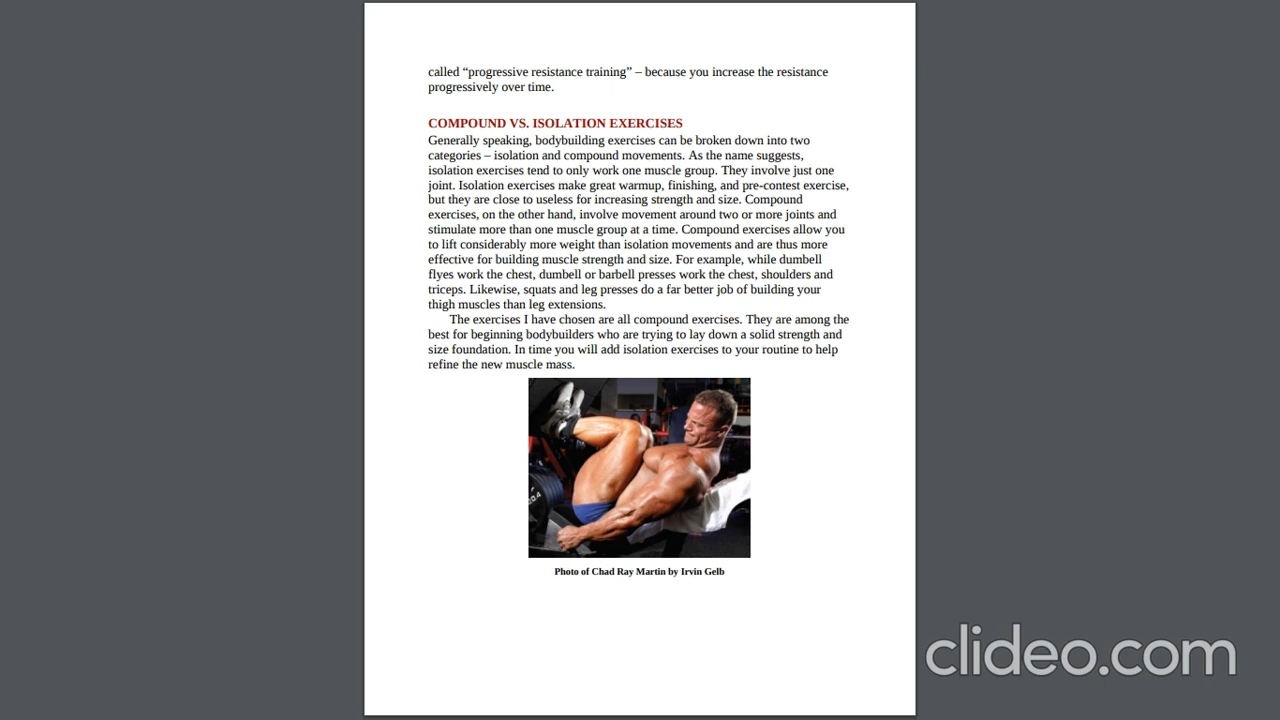 called “progressive resistance training” – because you increase the resistance
progressively over time.
COMPOUND VS. ISOLATION EXERCISES
Generally speaking, bodybuilding exercises can be broken down into two
categories – isolation and compound movements. As the name suggests,
isolation exercises tend to only work one muscle group. They involve just one
joint. Isolation exercises make great warmup, finishing, and pre-contest exercise,
but they are close to useless for increasing strength and size. Compound
exercises, on the other hand, involve movement around two or more joints and
stimulate more than one muscle group at a time. Compound exercises allow you
to lift considerably more weight than isolation movements and are thus more
effective for building muscle strength and size. For example, while dumbell
flyes work the chest, dumbell or barbell presses work the chest, shoulders and
triceps. Likewise, squats and leg presses do a far better job of building your
thigh muscles than leg extensions.
The exercises I have chosen are all compound exercises. They are among the
best for beginning bodybuilders who are trying to lay down a solid strength and
size foundation. In time you will add isolation exercises to your routine to help
refine the new muscle mass.
Photo of Chad Ray Martin by Irvin Gelb
clideo.com